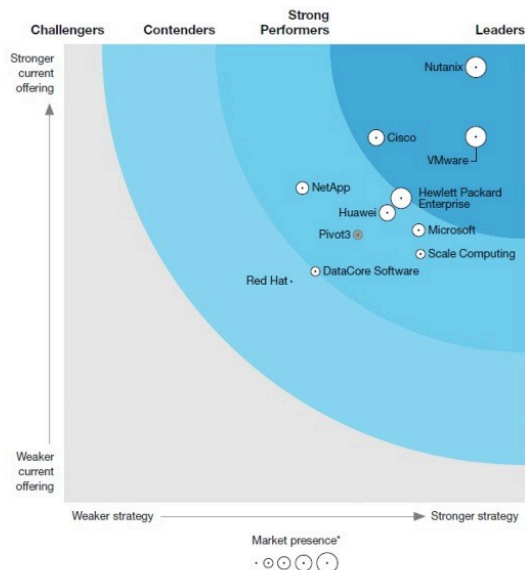 Challengers
Contenders
Strong
Performers
Leaders
Stronger
current
offering
Nutanix
Cisco
VMware
NetApp
Hewlett Packard
Enterprise
Huawei
Microsoft
Pivot3
Scale Computing
DataCore Software
Red Hat
Weaker
current
offering
Weaker strategy
Stronger strategy
Market presence*